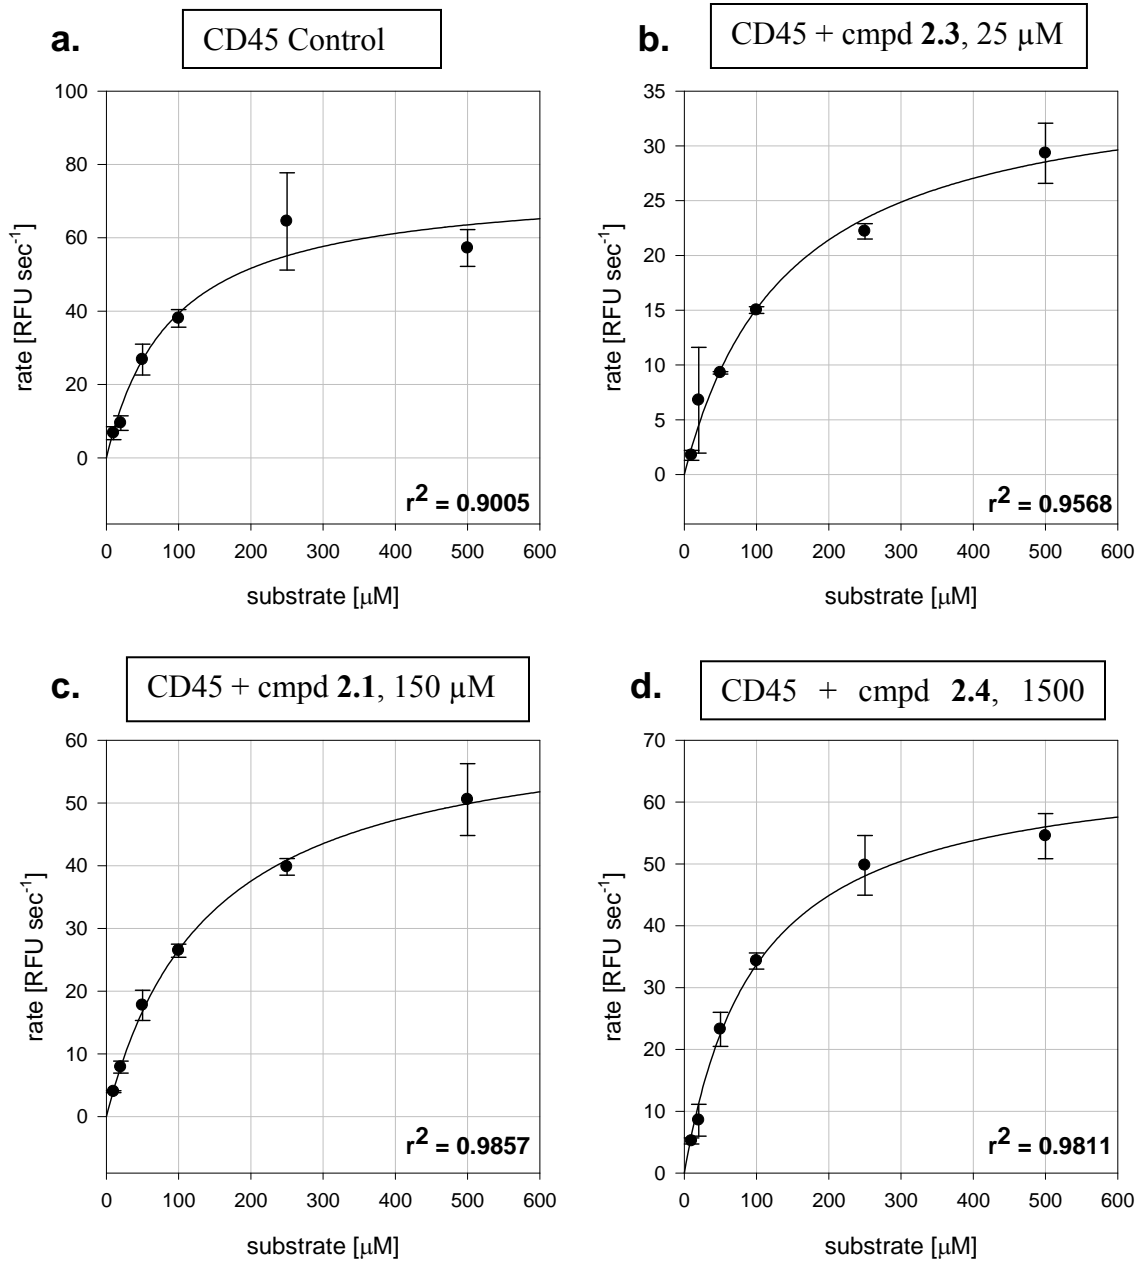 a.
CD45 Control
100
80
60
40
20
0
rate [RFU sec-1]
r2 = 0.9005
0 100 200 300 400 500 600
substrate [μM]
b.
CD45 + cmpd 2.3, 25 µM
35
30
25
20
15
10
5
0
rate [RFU sec-1]
r2 = 0.9568
0 100 200 300 400 500 600
substrate [μM]
c.
CD45 + cmpd 2.1, 150 µM
60
50
40
30
20
10
0
rate [RFU sec-1]
r2 = 0.9857
0 100 200 300 400 500 600
substrate [μM]
d.
CD45 + cmpd 2.4, 1500
70
60
50
40
30
20
10
0
rate [RFU sec-1]
r2 = 0.9811
0 100 200 300 400 500 600
substrate [μM]